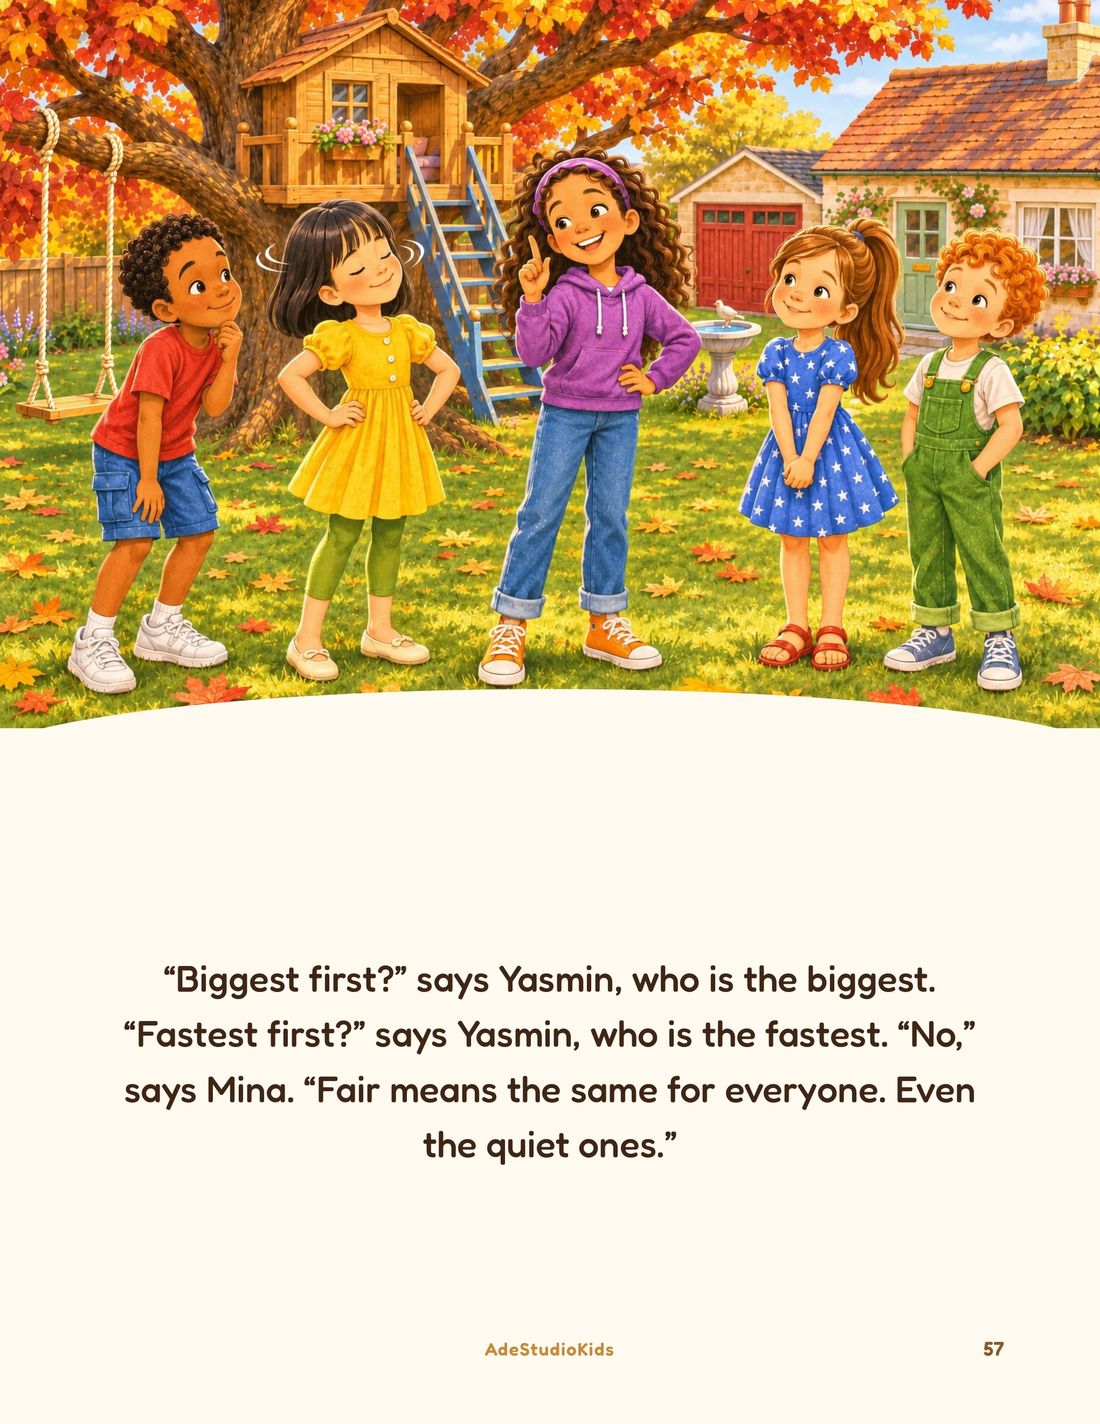 “Biggest first?” says Yasmin, who is the biggest.
“Fastest first?” says Yasmin, who is the fastest. “No,”
says Mina. “Fair means the same for everyone. Even
the quiet ones.”
AdeStudioKids
57